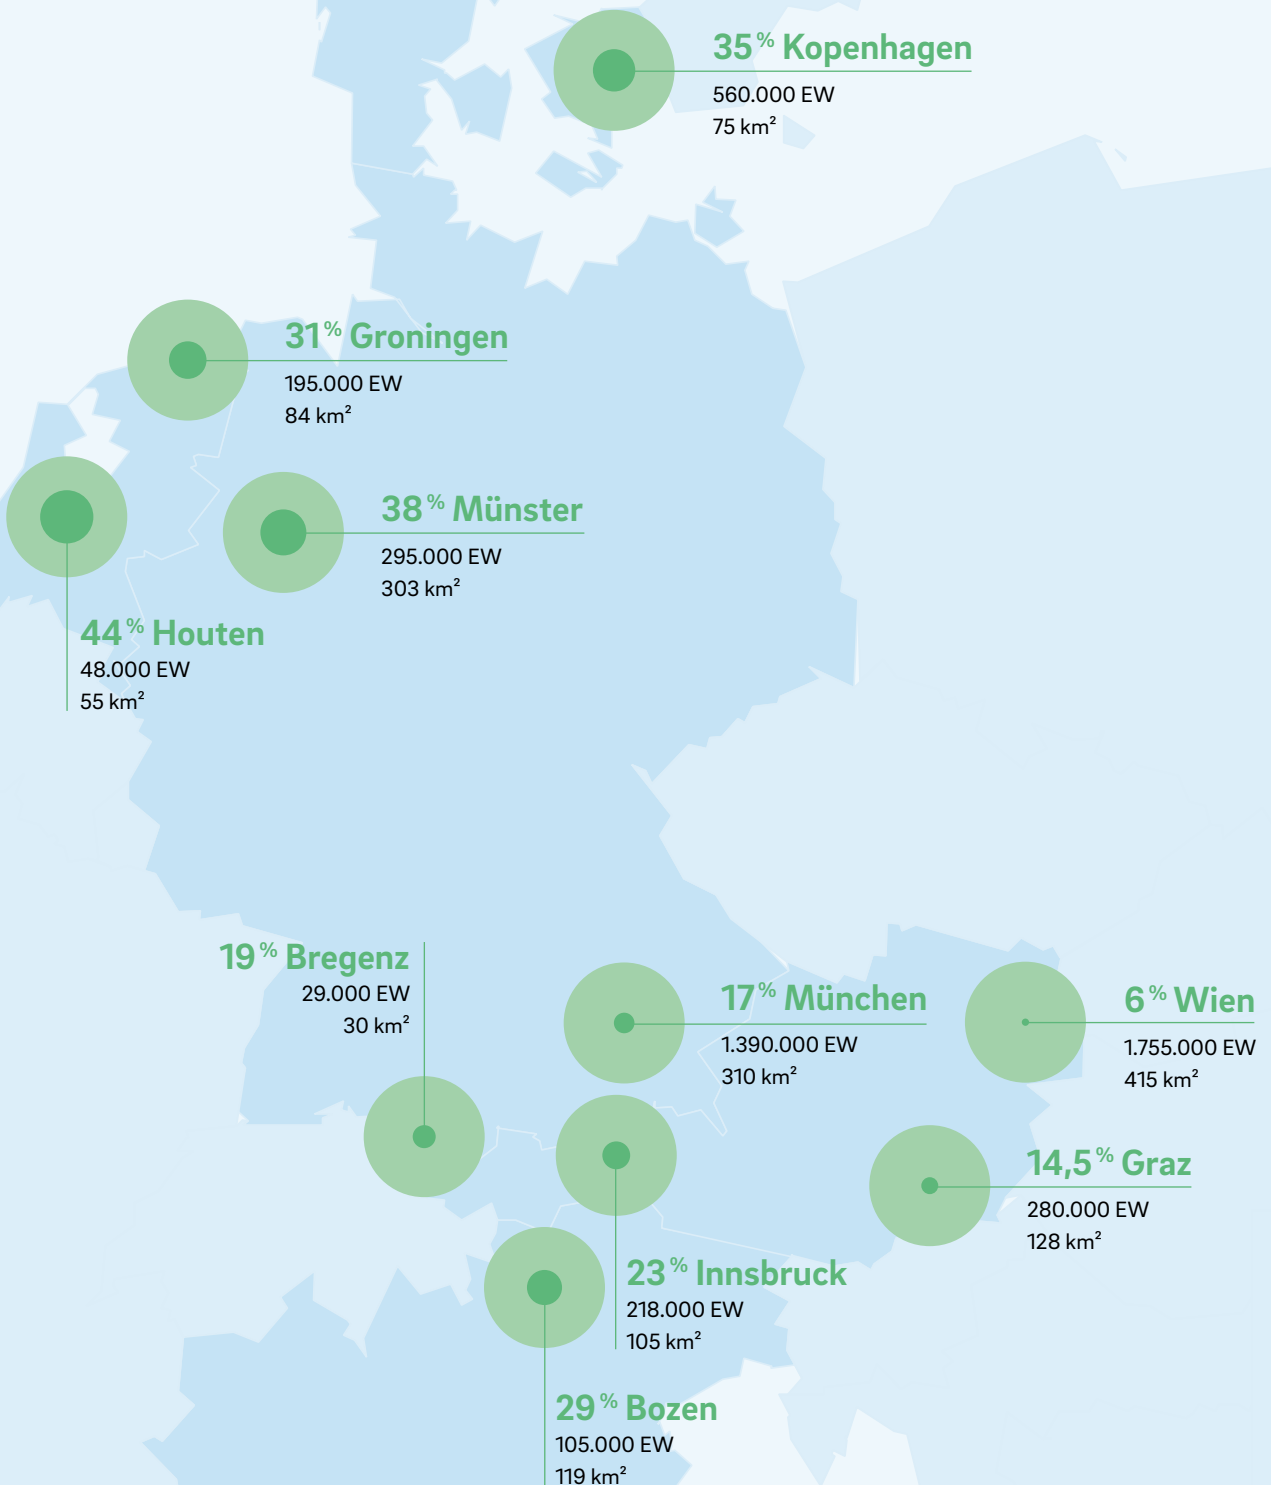 35 % Kopenhagen
560.000 EW
75 km²
31 % Groningen
195.000 EW
84 km²
38 % Münster
295.000 EW
303 km²
44 % Houten
48.000 EW
55 km²
19 % Bregenz
29.000 EW
30 km²
17 % München
1.390.000 EW
310 km²
6 % Wien
1.755.000 EW
415 km²
14,5 % Graz
280.000 EW
128 km²
23 % Innsbruck
218.000 EW
105 km²
29 % Bozen
105.000 EW
119 km²